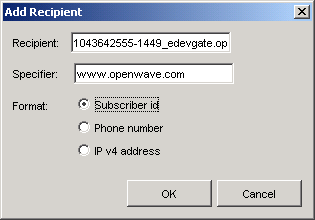 Add Recipient
Recipient: 1043642555-1449_edevgate.op
Specifier: www.openwave.com
Format: Subscriber id
Phone number
IP v4 address
OK Cancel